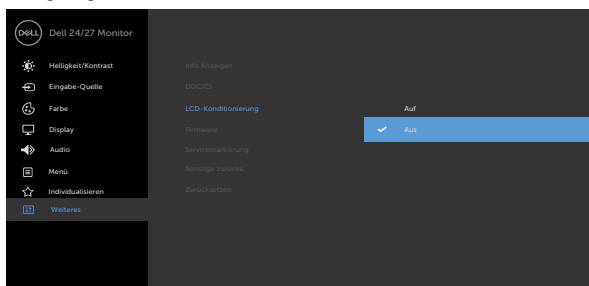 DELL Dell 24/27 Monitor
Helligkeit/Kontrast Info Anzeigen
Eingabe-Quelle DDC/CI
Farbe LCD-Konditionierung Auf
Display Firmware Aus
Audio Servicemarkierung
Menü Sonstige zurücks.
Individualisieren Zurücksetzen
Weiteres